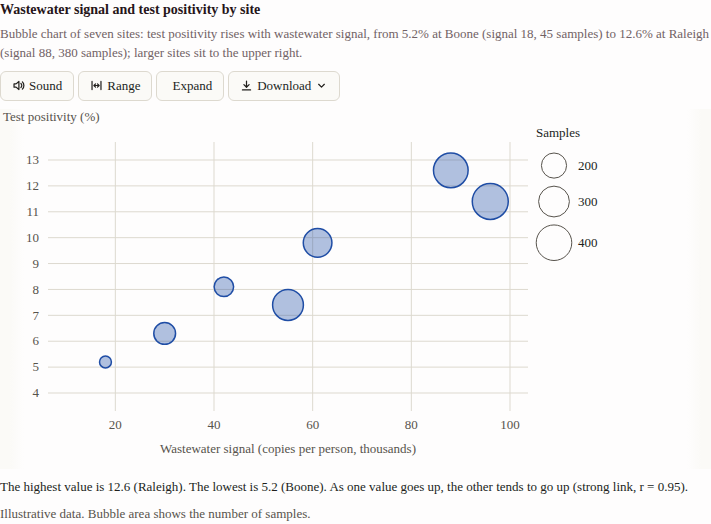 Wastewater signal and test positivity by site
Bubble chart of seven sites: test positivity rises with wastewater signal, from 5.2% at Boone (signal 18, 45 samples) to 12.6% at Raleigh
(signal 88, 380 samples); larger sites sit to the upper right.
Sound Range Expand Download
Test positivity (%)
Samples
200
300
400
13
12
11
10
9
8
7
6
5
4
20 40 60 80 100
Wastewater signal (copies per person, thousands)
The highest value is 12.6 (Raleigh). The lowest is 5.2 (Boone). As one value goes up, the other tends to go up (strong link, r = 0.95).
Illustrative data. Bubble area shows the number of samples.